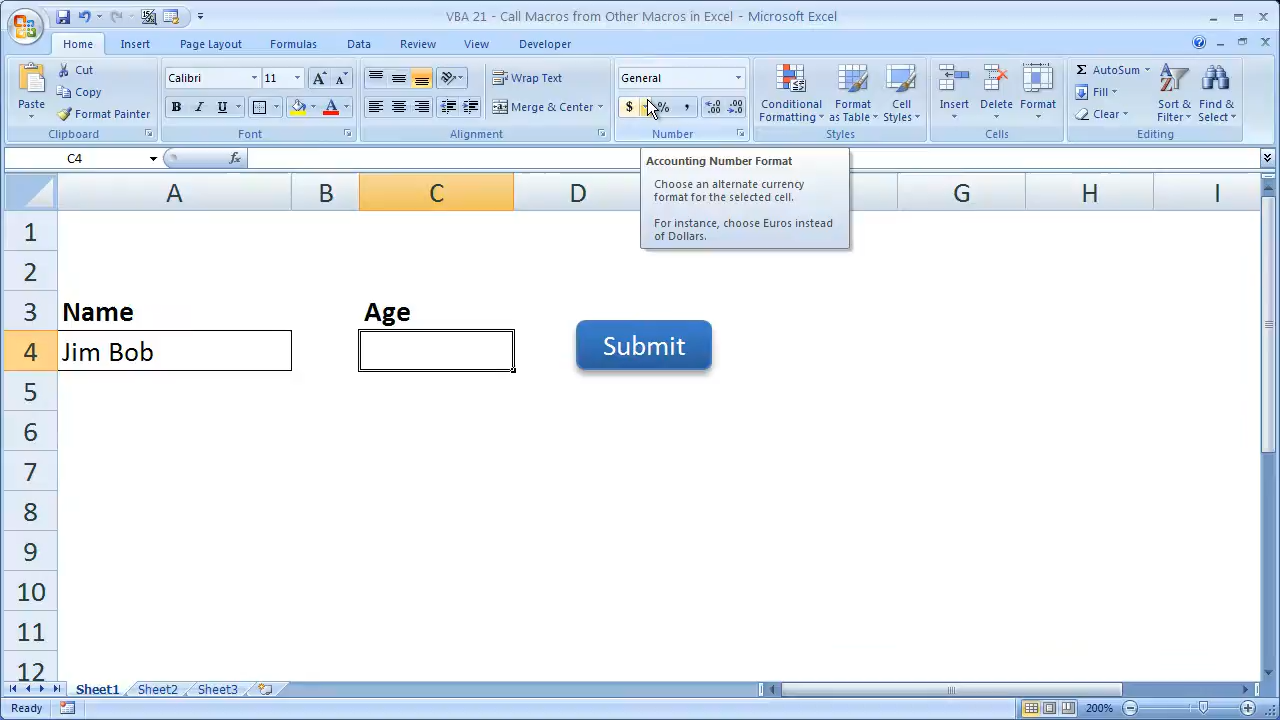 VBA 21 - Call Macros from Other Macros in Excel - Microsoft Excel
Home Insert Page Layout Formulas Data Review View Developer
Paste
Cut
Copy
Format Painter
Clipboard
Calibri 11 A A
B I U A
Font
Wrap Text
Merge & Center
Alignment
General
$ % , .0 .00 .00 .0
Number
Conditional Formatting
Format as Table
Cell Styles
Styles
Insert Delete Format
Cells
Σ AutoSum
Fill
Clear
Sort & Filter
Find & Select
Editing
C4 fx
Accounting Number Format
Choose an alternate currency
format for the selected cell.
For instance, choose Euros instead
of Dollars.
A B C D G H I
1
2
3 Name Age
4 Jim Bob Submit
5
6
7
8
9
10
11
12
Sheet1 Sheet2 Sheet3
Ready 200%